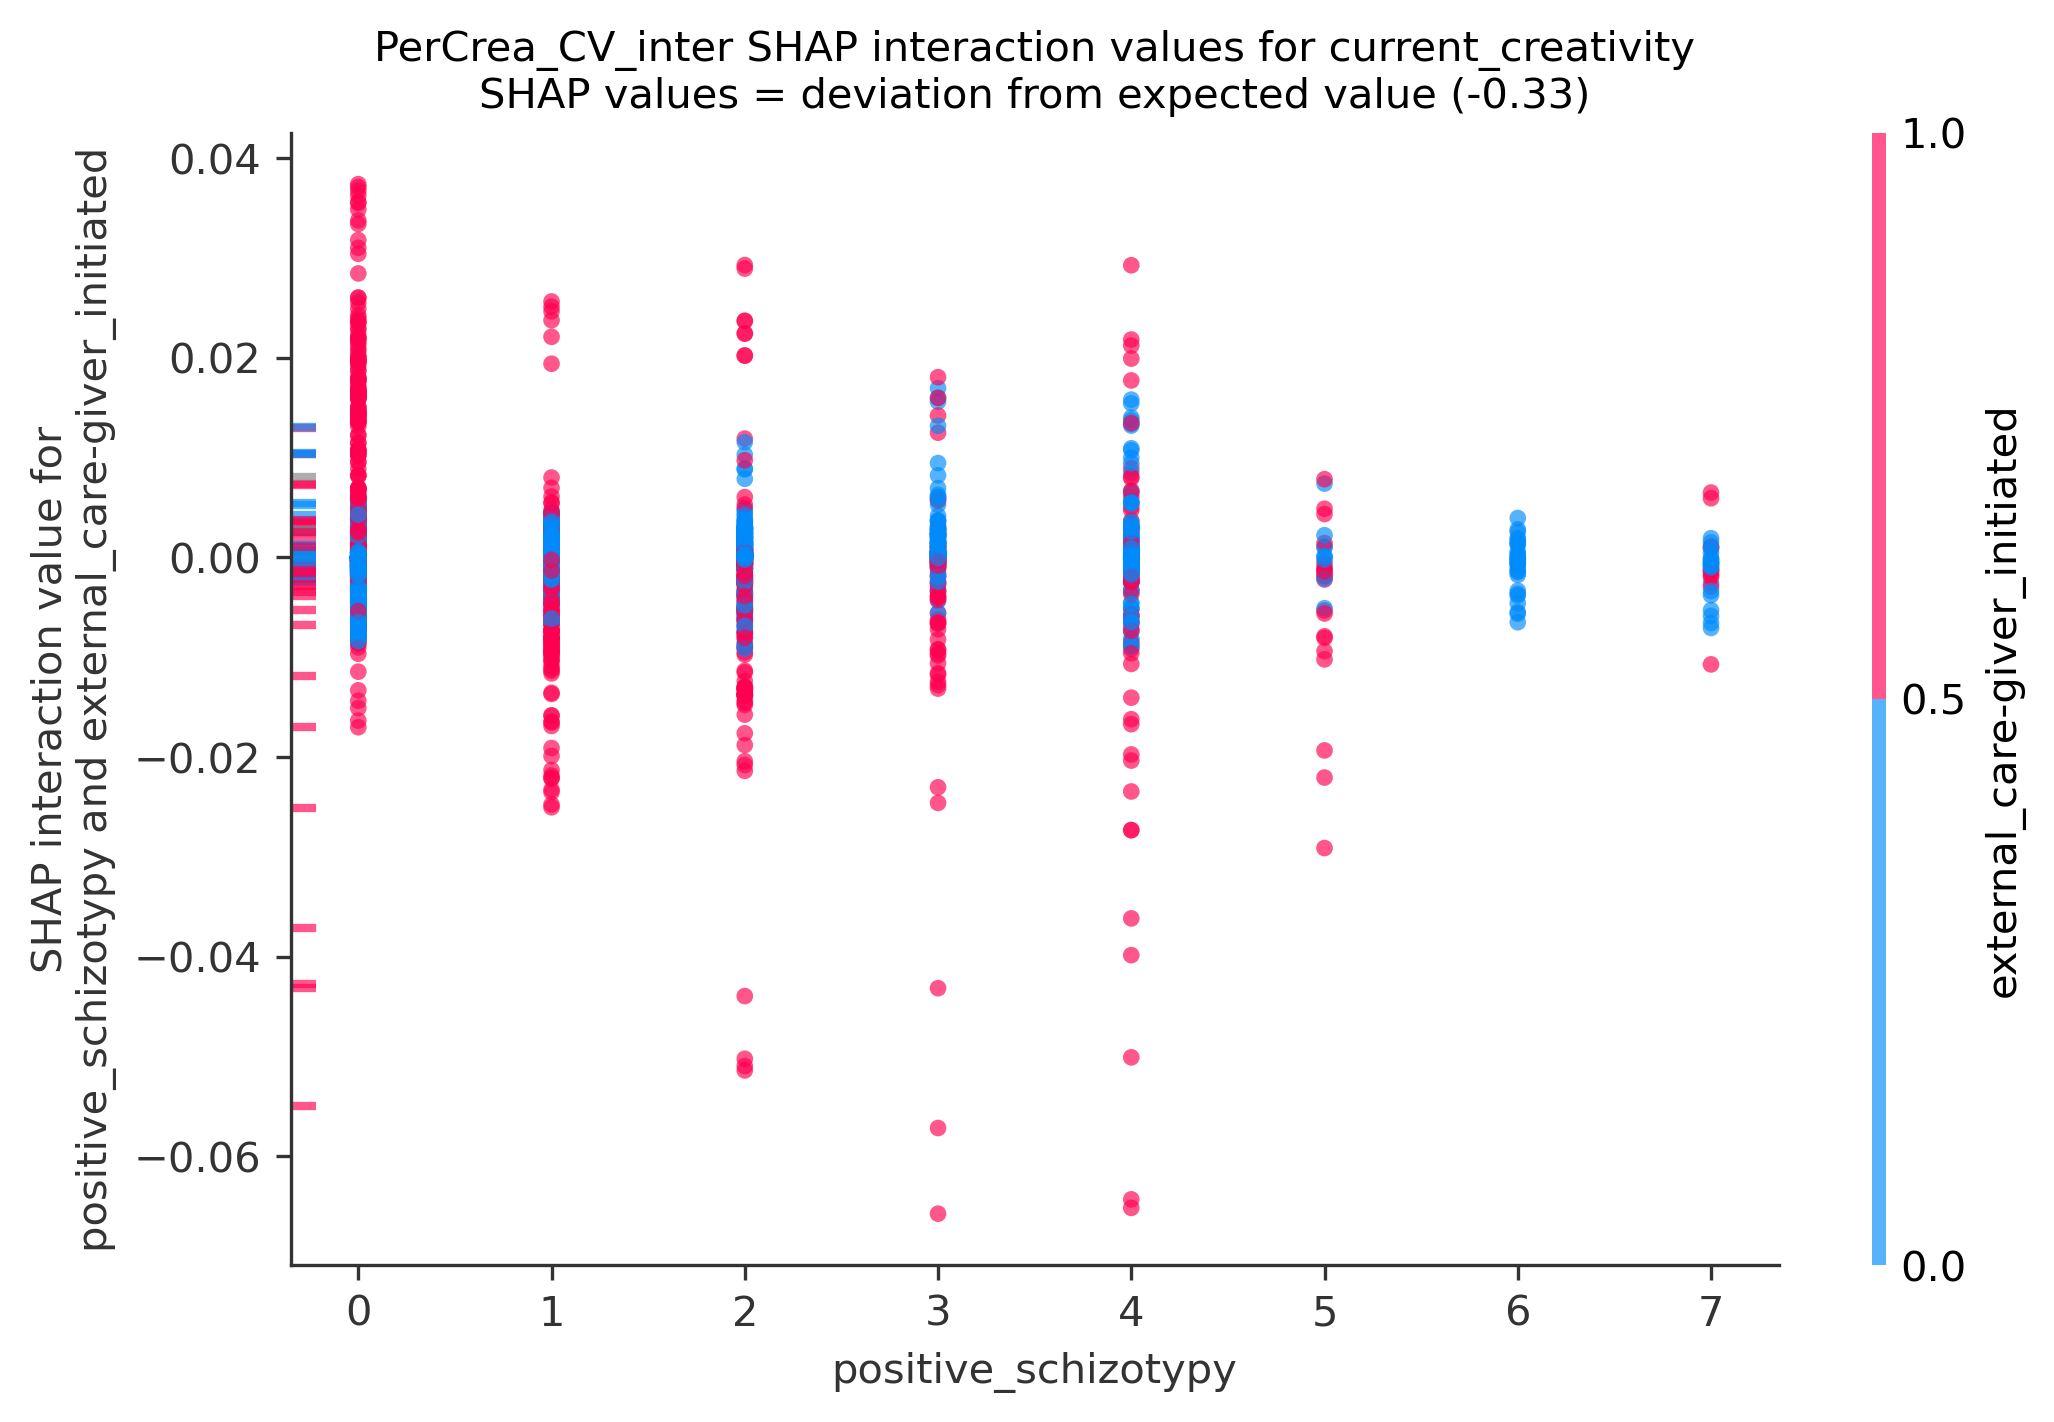 PerCrea_CV_inter SHAP interaction values for current_creativity
SHAP values = deviation from expected value (-0.33)
SHAP interaction value for
positive_schizotypy and external_care-giver_initiated
0.04
0.02
0.00
−0.02
−0.04
−0.06
0
1
2
3
4
5
6
7
positive_schizotypy
1.0
0.5
0.0
external_care-giver_initiated